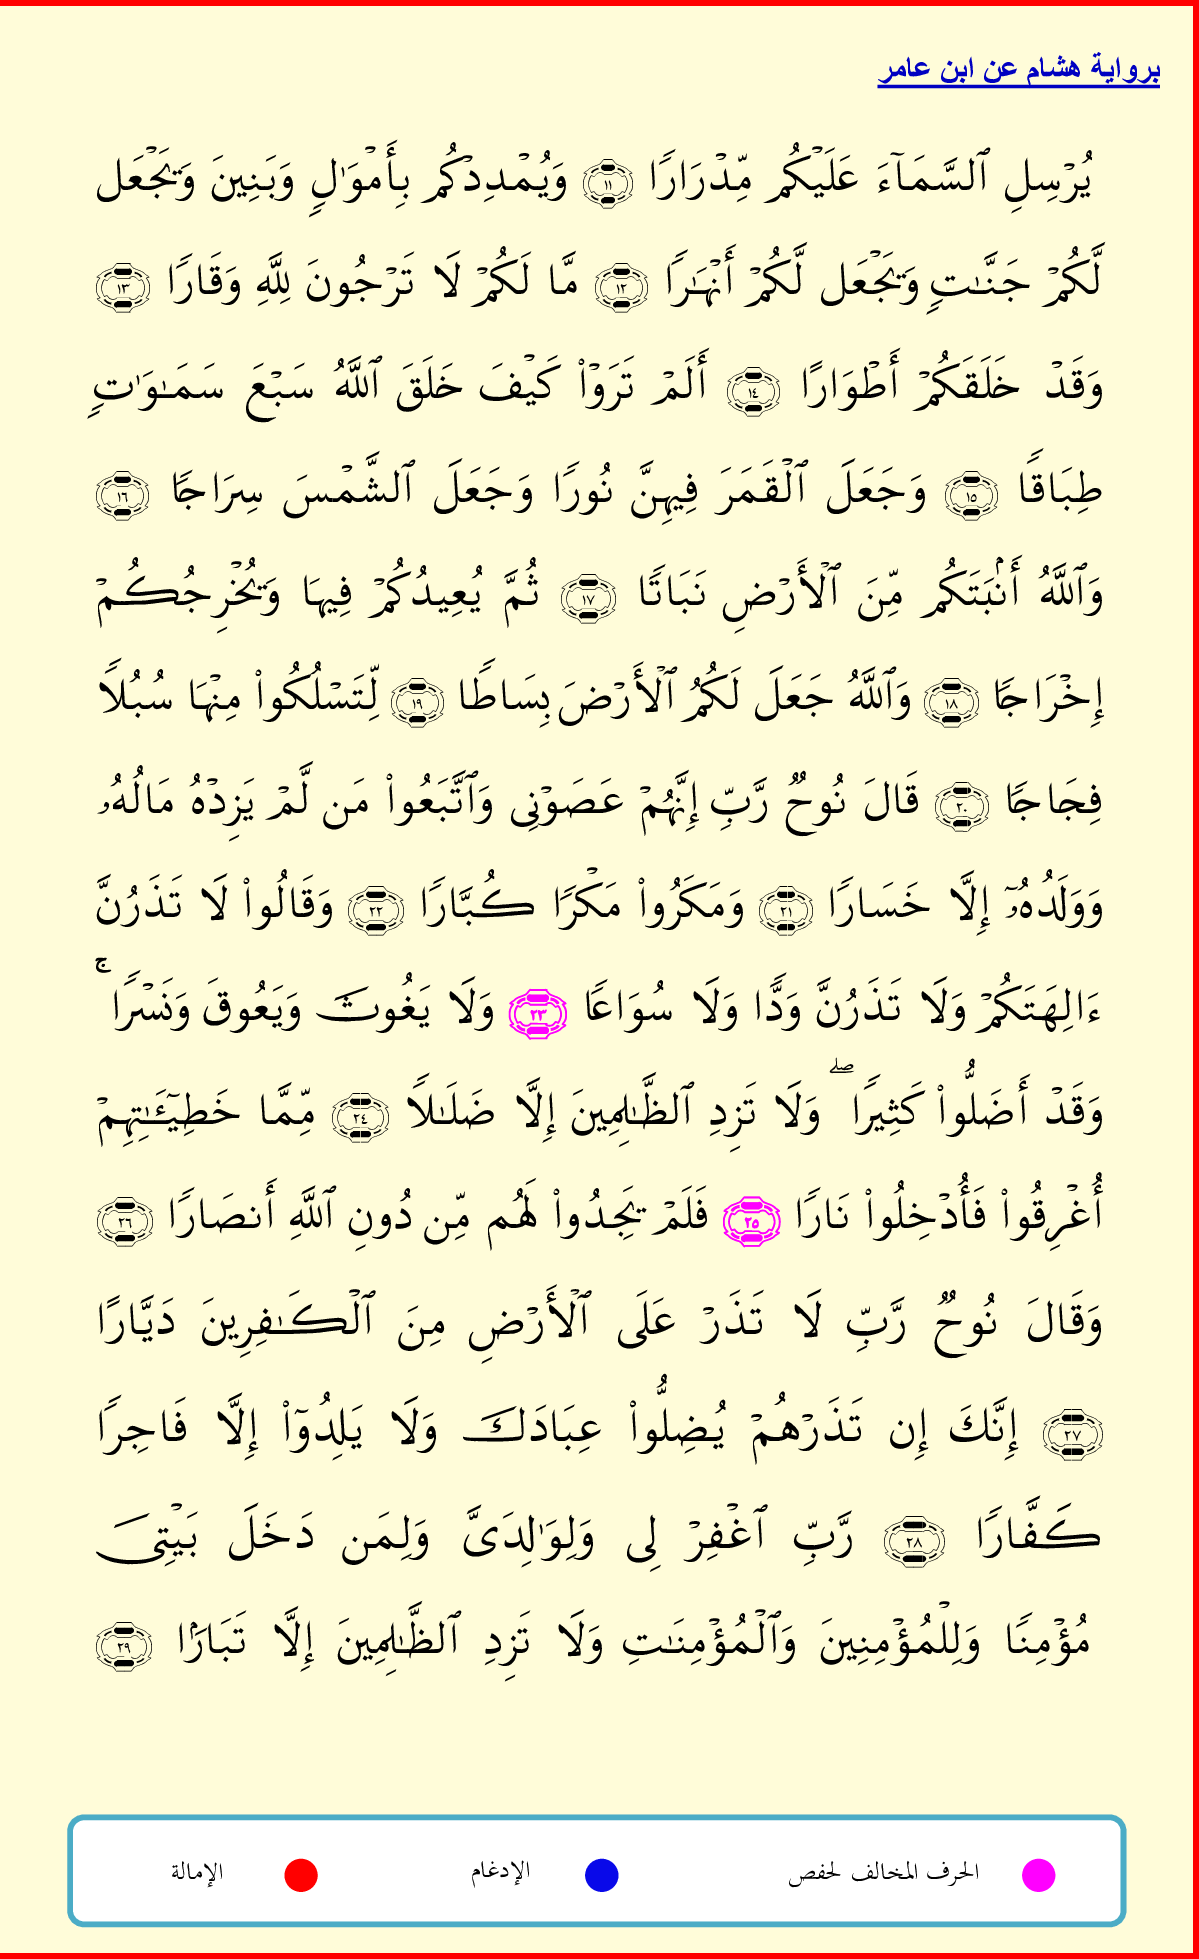 برواية هشام عن ابن عامر
يُرْسِلِ ٱلسَّمَآءَ عَلَيْكُم مِّدْرَارًا ١١ وَيُمْدِدْكُم بِأَمْوَٰلٍ وَبَنِينَ وَيَجْعَل
لَّكُمْ جَنَّـٰتٍ وَيَجْعَل لَّكُمْ أَنْهَـٰرًا ١٢ مَّا لَكُمْ لَا تَرْجُونَ لِلَّهِ وَقَارًا ١٣
وَقَدْ خَلَقَكُمْ أَطْوَارًا ١٤ أَلَمْ تَرَوْا۟ كَيْفَ خَلَقَ ٱللَّهُ سَبْعَ سَمَـٰوَٰتٍ
طِبَاقًا ١٥ وَجَعَلَ ٱلْقَمَرَ فِيهِنَّ نُورًا وَجَعَلَ ٱلشَّمْسَ سِرَاجًا ١٦
وَٱللَّهُ أَنۢبَتَكُم مِّنَ ٱلْأَرْضِ نَبَاتًا ١٧ ثُمَّ يُعِيدُكُمْ فِيهَا وَيُخْرِجُكُمْ
إِخْرَاجًا ١٨ وَٱللَّهُ جَعَلَ لَكُمُ ٱلْأَرْضَ بِسَاطًا ١٩ لِّتَسْلُكُوا۟ مِنْهَا سُبُلًا
فِجَاجًا ٢٠ قَالَ نُوحٌ رَّبِّ إِنَّهُمْ عَصَوْنِى وَٱتَّبَعُوا۟ مَن لَّمْ يَزِدْهُ مَالُهُۥ
وَوَلَدُهُۥٓ إِلَّا خَسَارًا ٢١ وَمَكَرُوا۟ مَكْرًا كُبَّارًا ٢٢ وَقَالُوا۟ لَا تَذَرُنَّ
ءَالِهَتَكُمْ وَلَا تَذَرُنَّ وَدًّا وَلَا سُوَاعًا ٢٣ وَلَا يَغُوثَ وَيَعُوقَ وَنَسْرًا ۚ
وَقَدْ أَضَلُّوا۟ كَثِيرًا ۖ وَلَا تَزِدِ ٱلظَّـٰلِمِينَ إِلَّا ضَلَـٰلًا ٢٤ مِّمَّا خَطِيٓـَٔـٰتِهِمْ
أُغْرِقُوا۟ فَأُدْخِلُوا۟ نَارًا ٢٥ فَلَمْ يَجِدُوا۟ لَهُم مِّن دُونِ ٱللَّهِ أَنصَارًا ٢٦
وَقَالَ نُوحٌ رَّبِّ لَا تَذَرْ عَلَى ٱلْأَرْضِ مِنَ ٱلْكَـٰفِرِينَ دَيَّارًا
٢٧ إِنَّكَ إِن تَذَرْهُمْ يُضِلُّوا۟ عِبَادَكَ وَلَا يَلِدُوٓا۟ إِلَّا فَاجِرًا
كَفَّارًا ٢٨ رَّبِّ ٱغْفِرْ لِى وَلِوَٰلِدَىَّ وَلِمَن دَخَلَ بَيْتِىَ
مُؤْمِنًا وَلِلْمُؤْمِنِينَ وَٱلْمُؤْمِنَـٰتِ وَلَا تَزِدِ ٱلظَّـٰلِمِينَ إِلَّا تَبَارًۢا ٢٩
الحرف المخالف لحفص الإدغام الإمالة